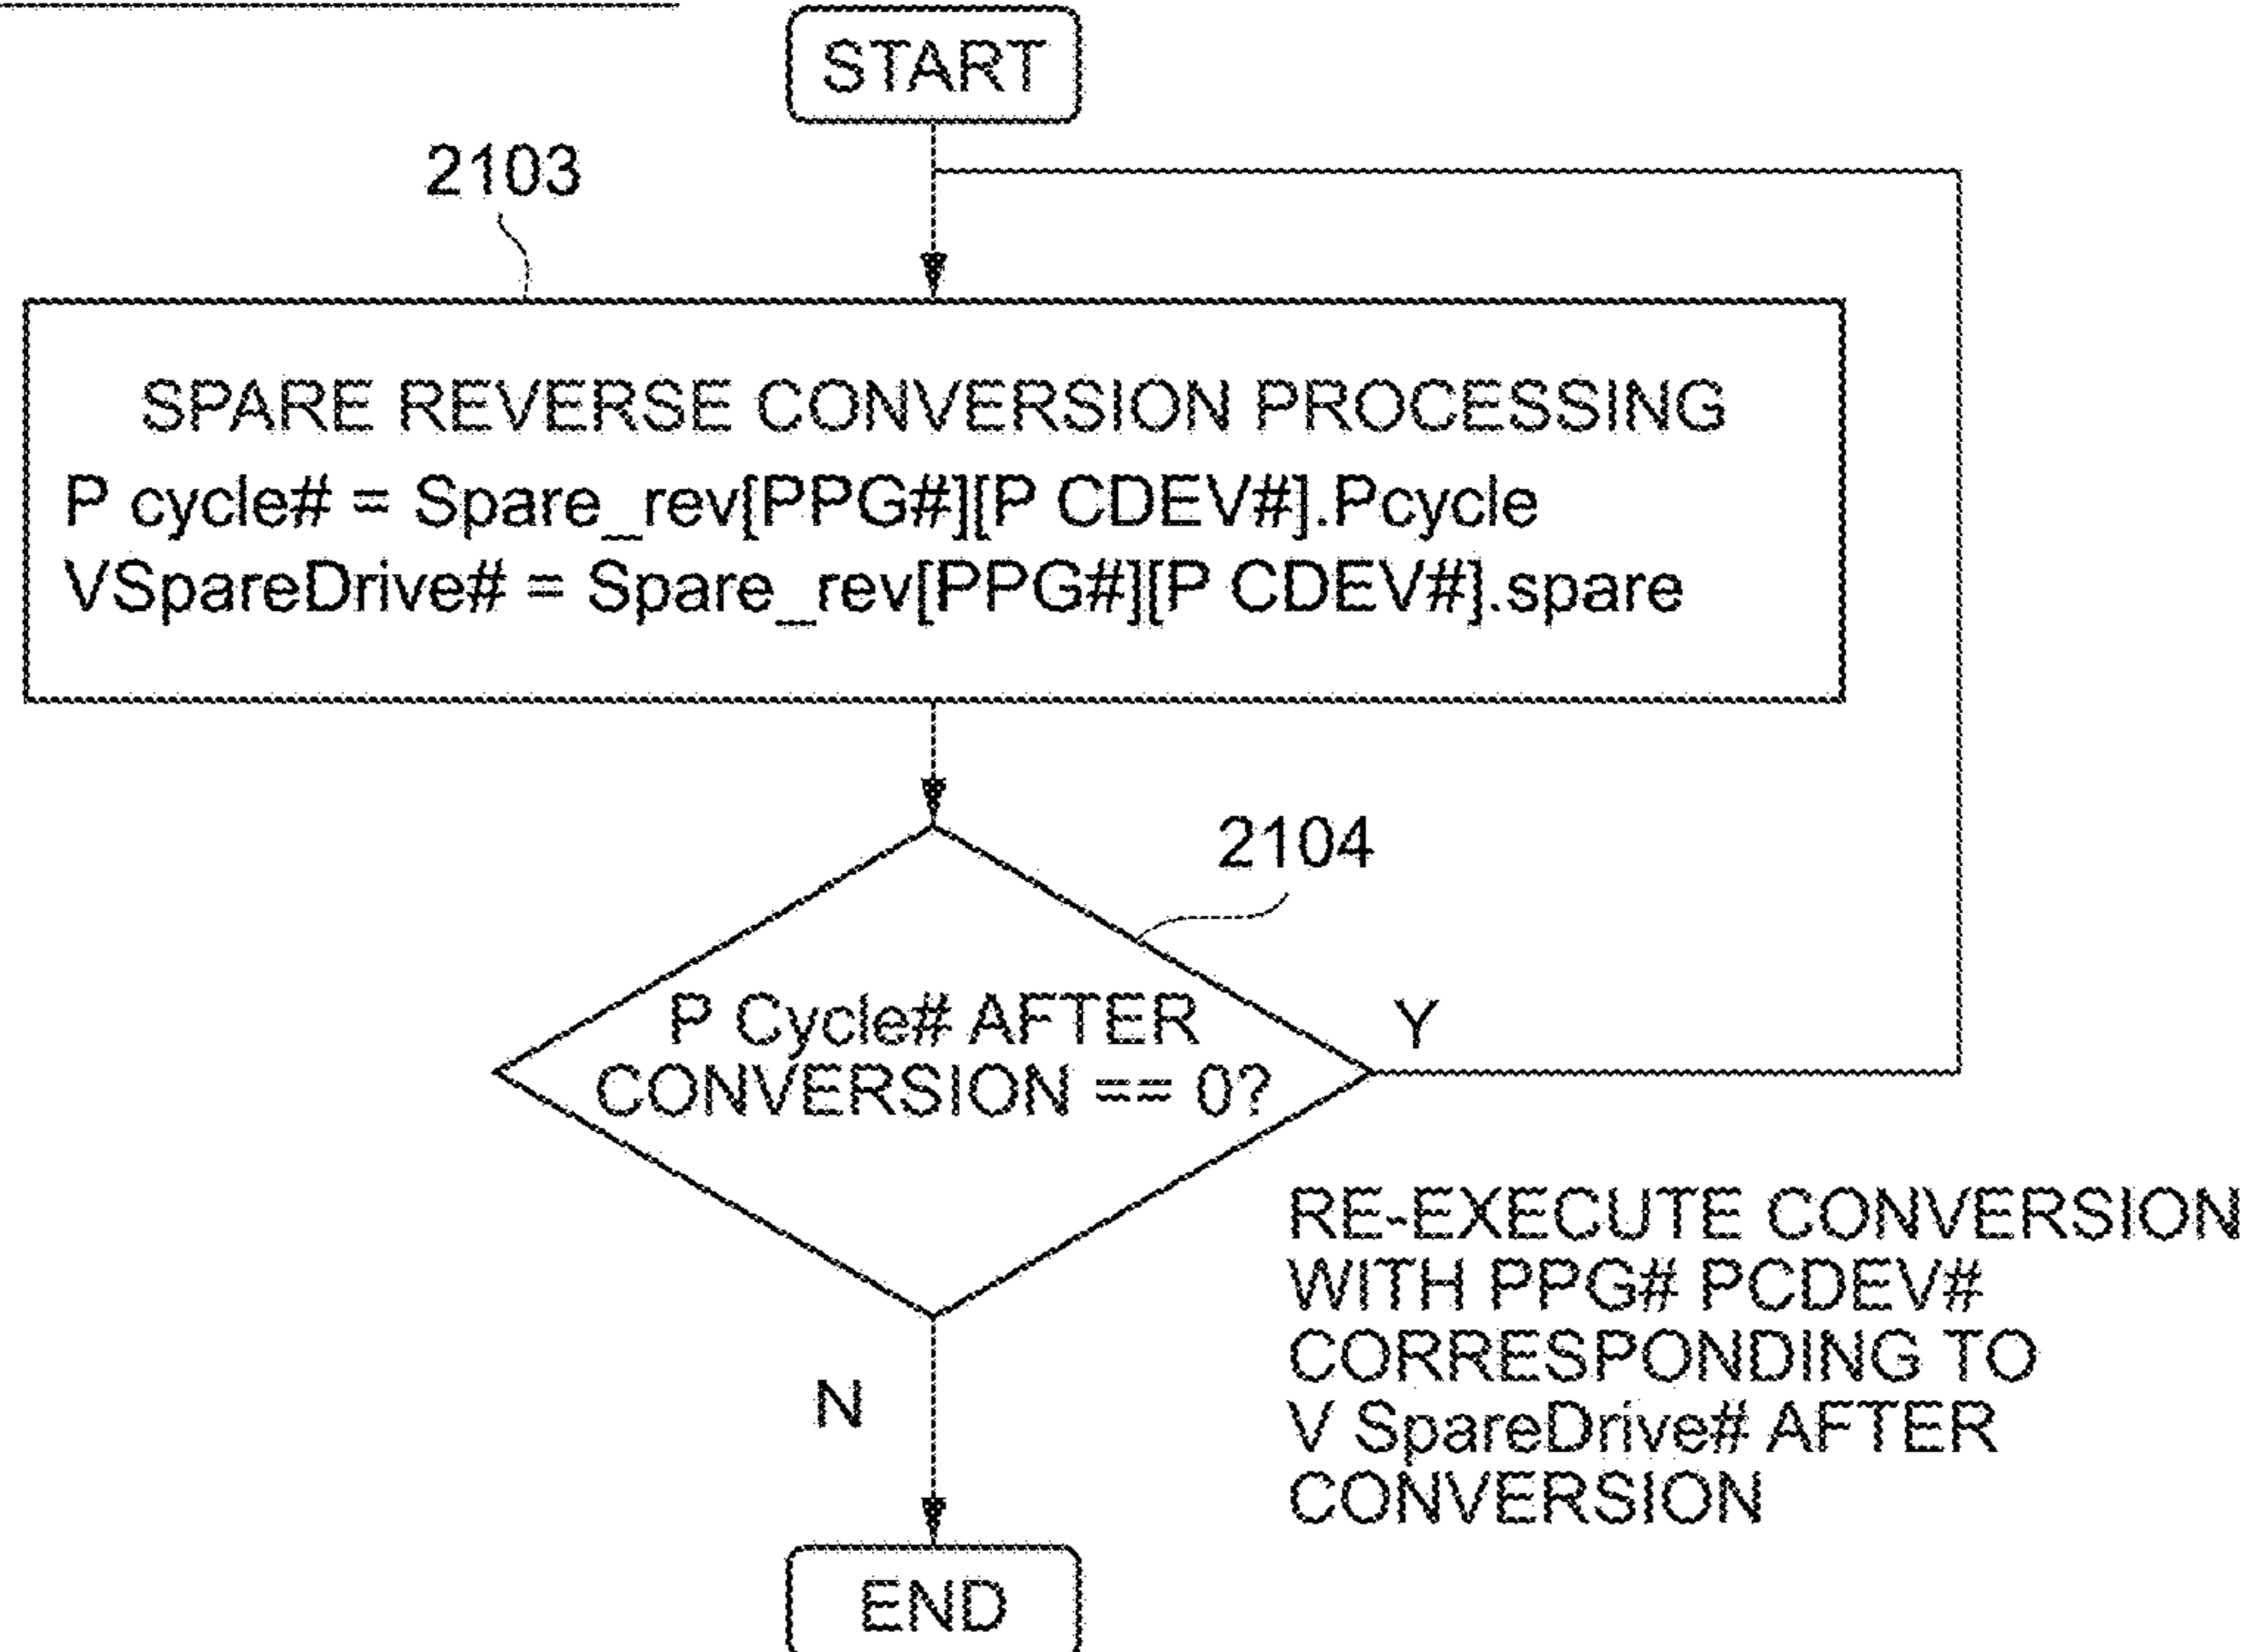 START
2103
SPARE REVERSE CONVERSION PROCESSING
P cycle# = Spare_rev[PPG#][P CDEV#].Pcycle
VSpareDrive# = Spare_rev[PPG#][P CDEV#].spare
2104
P Cycle# AFTER
CONVERSION == 0?
Y
RE-EXECUTE CONVERSION
WITH PPG# PCDEV#
CORRESPONDING TO
V SpareDrive# AFTER
CONVERSION
N
END